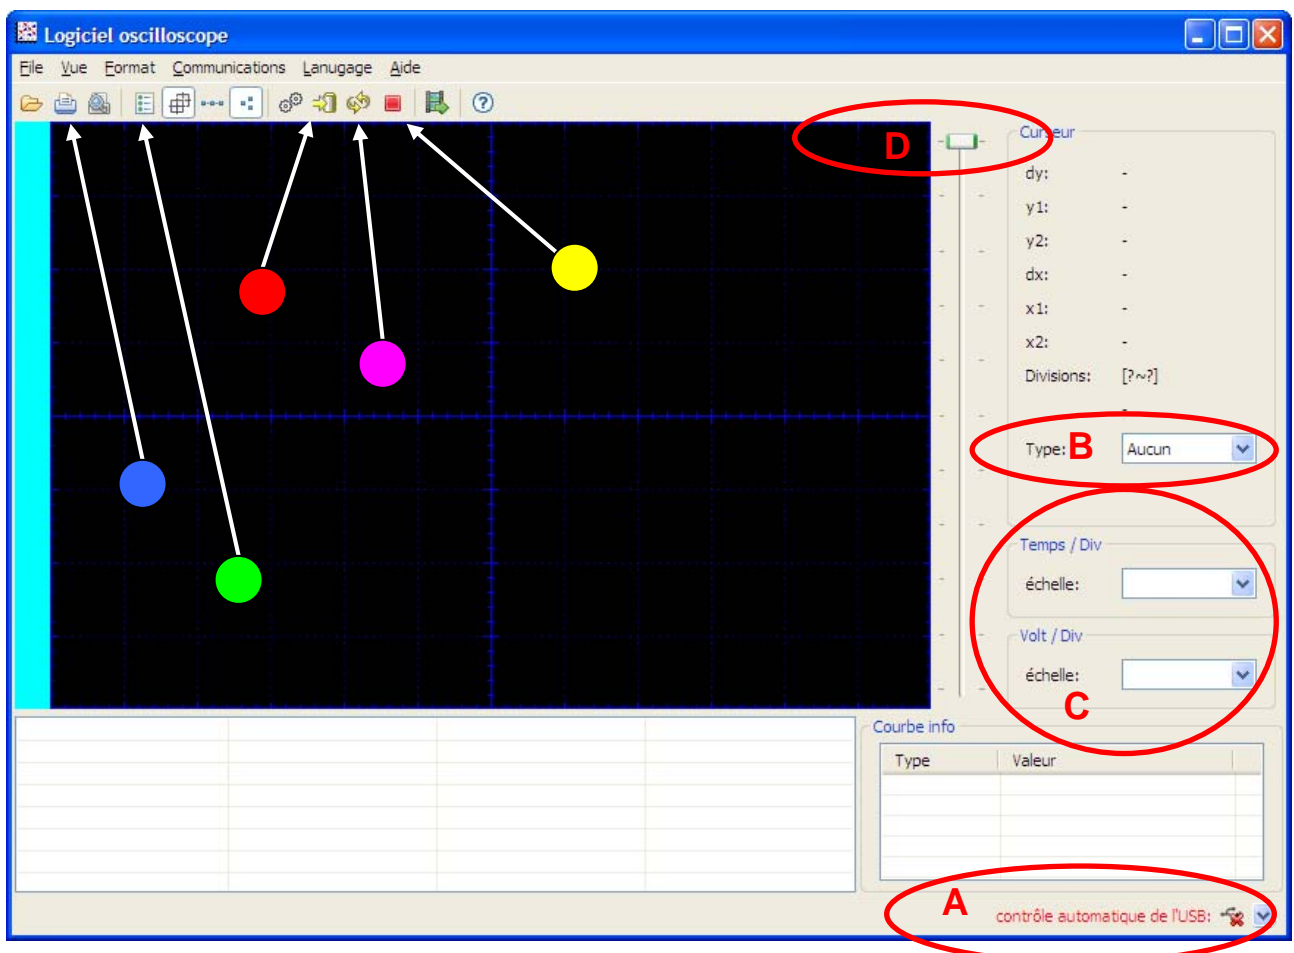 Logiciel oscilloscope
File Vue Format Communications Lanugage Aide
D
Curseur
dy: -
y1: -
y2: -
dx: -
x1: -
x2: -
Divisions: [?~?]
-
Type: B Aucun
Temps / Div
échelle:
Volt / Div
échelle:
C
Courbe info
Type Valeur
A
contrôle automatique de l'USB: